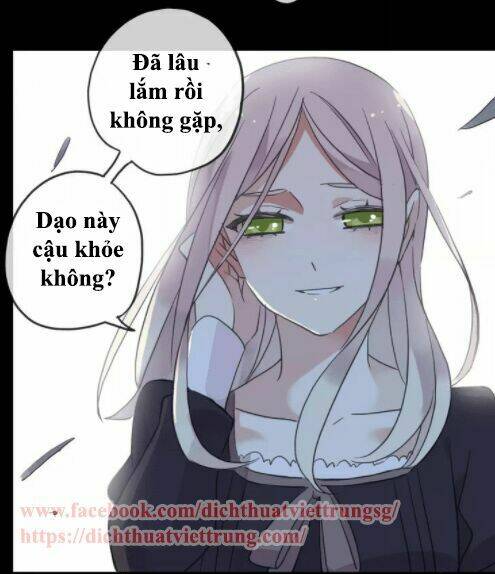 Đã lâu
lắm rồi
không gặp,
Dạo này
cậu khỏe
không?
www.facebook.com/dichthuatviettrungsg/
https://dichthuatviettrung.com/